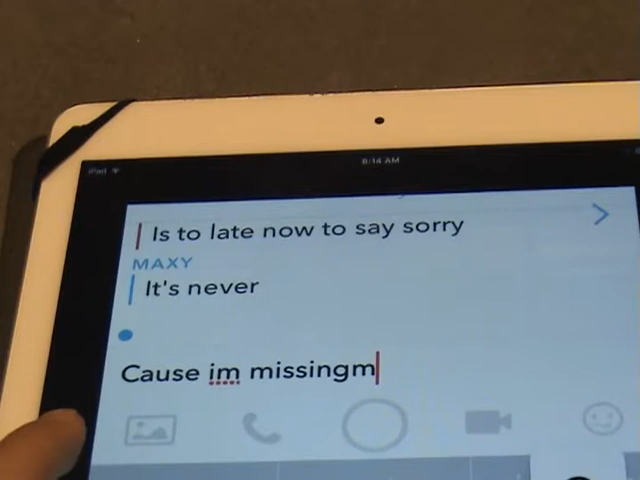 iPad
8:14 AM
Is to late now to say sorry
MAXY
It's never
Cause im missingm